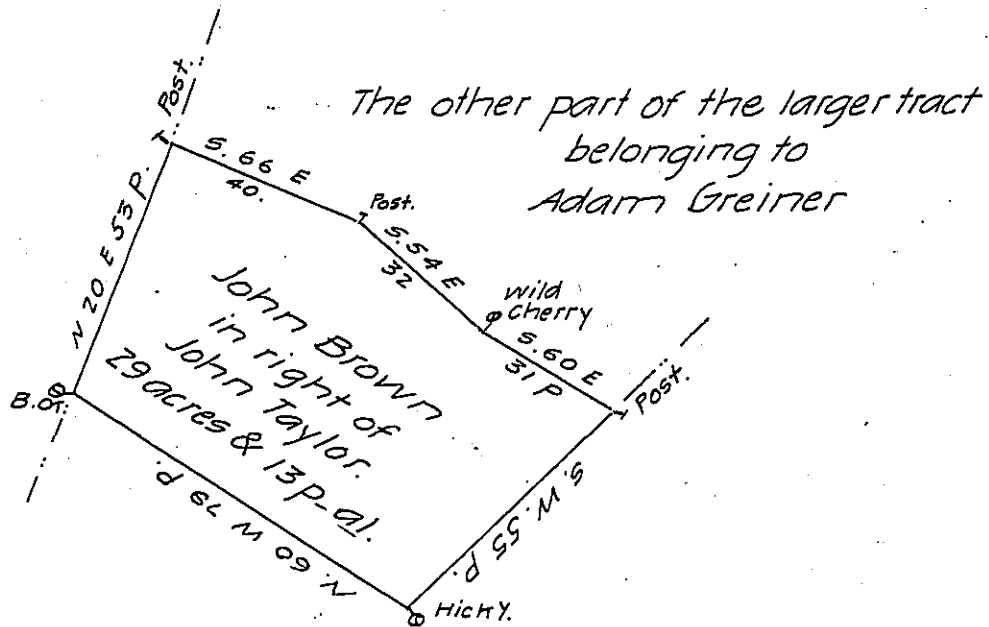 The other part of the larger tract
belonging to
Adam Greiner
Post.
S. 66 E
40.
Post.
S. 54 E
32
wild
cherry
S. 60 E
31 P
Post.
S. W. 55 P.
Hicky.
N. 60 W 79 P.
B. O.
N 20 E 53 P.
John Brown
in right of
John Taylor.
29 acres & 13 P-al.